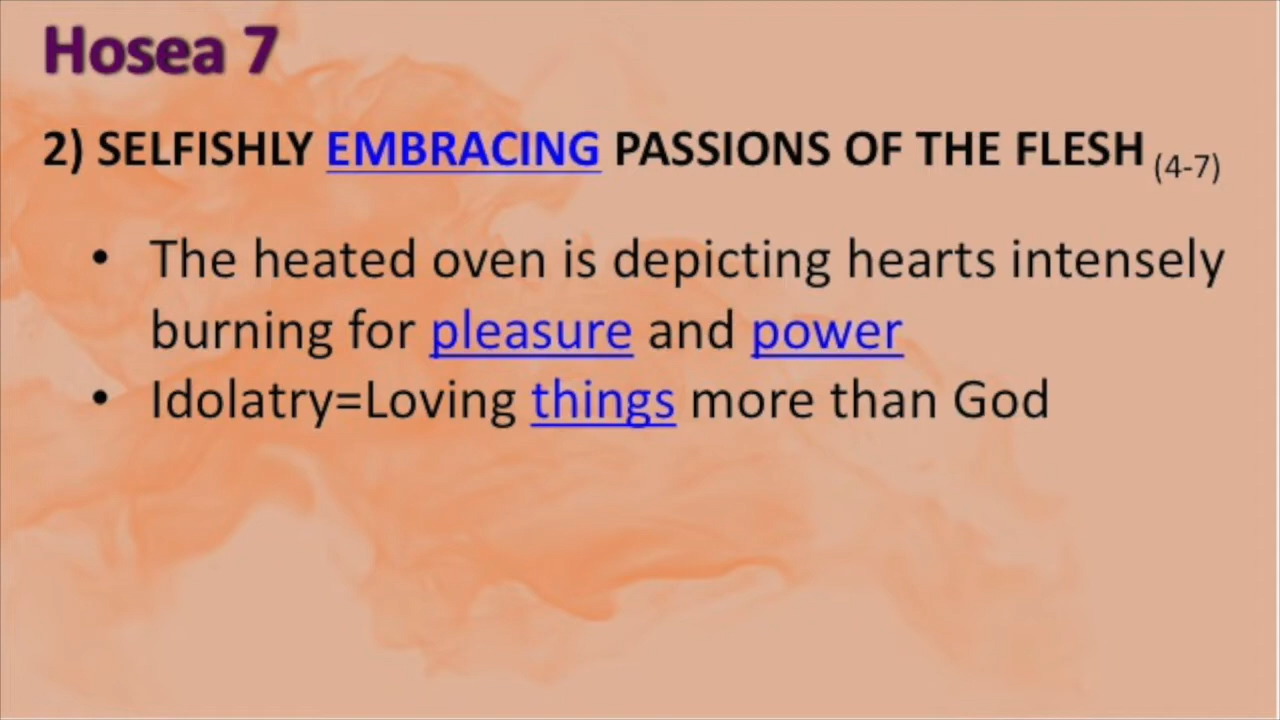 Hosea 7
2) SELFISHLY EMBRACING PASSIONS OF THE FLESH (4-7)
• The heated oven is depicting hearts intensely
burning for pleasure and power
• Idolatry=Loving things more than God